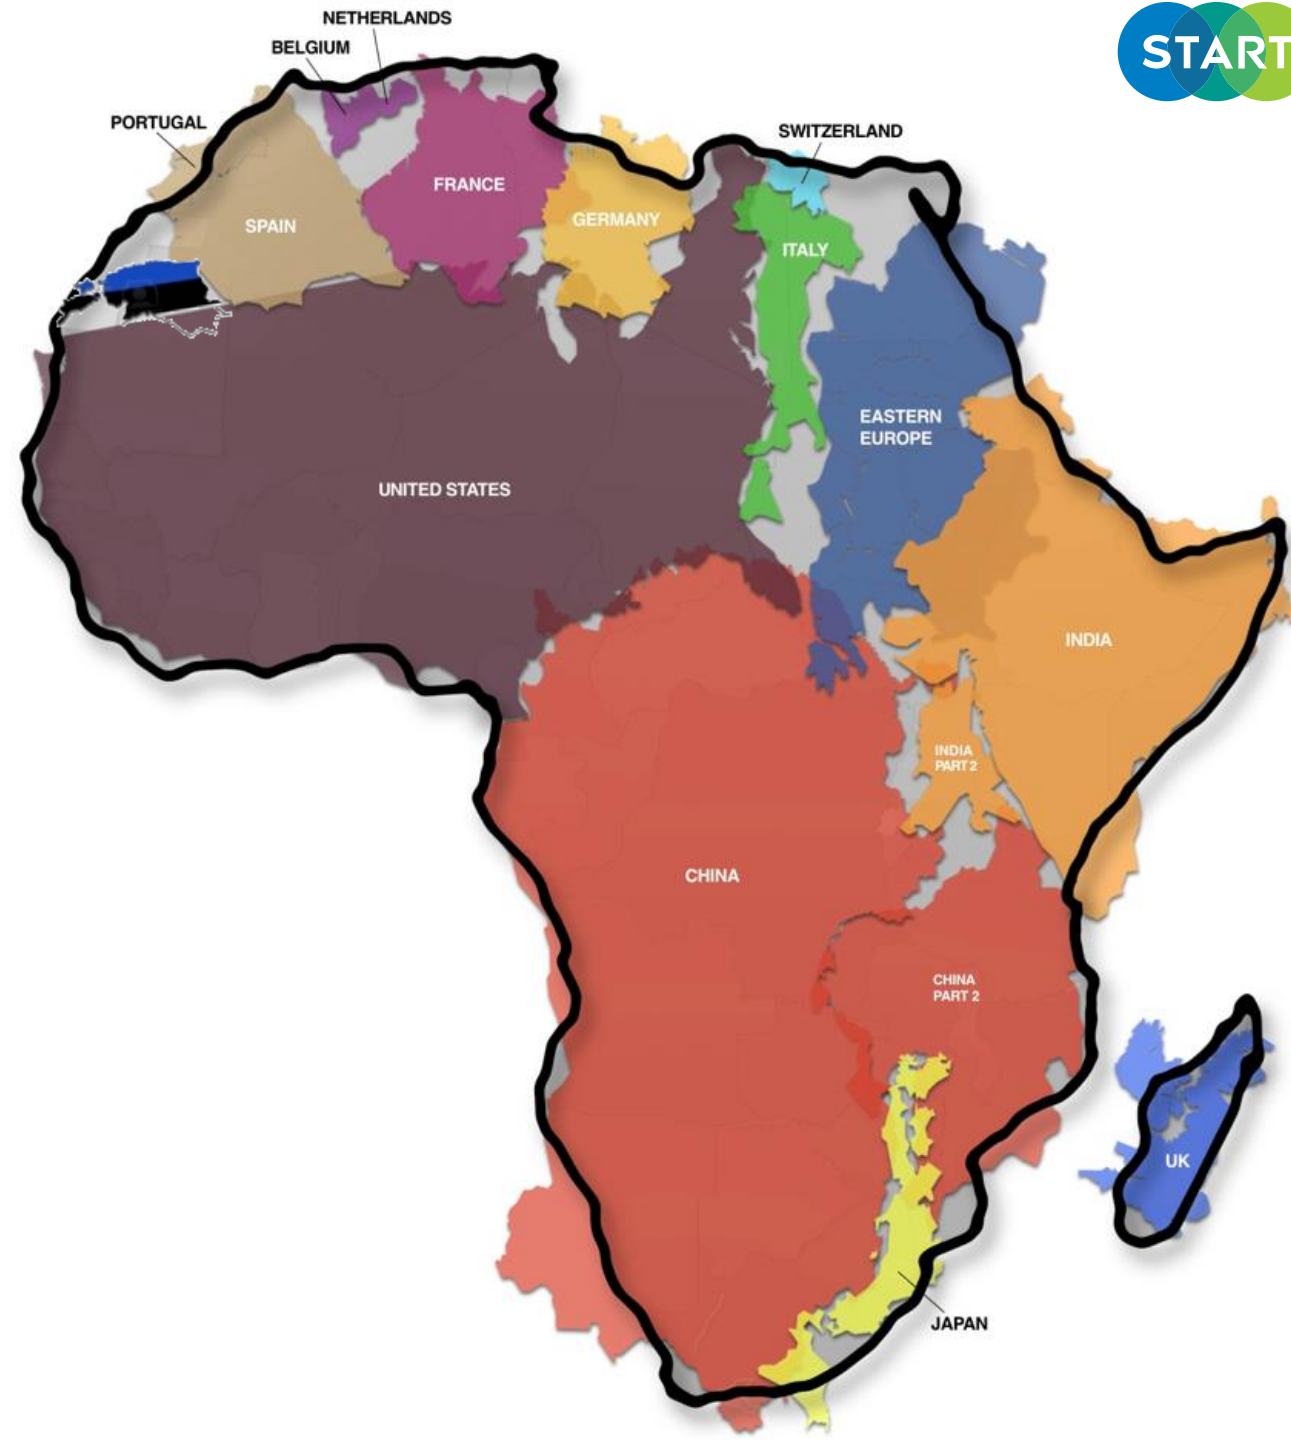 NETHERLANDS
BELGIUM
START
PORTUGAL
SWITZERLAND
FRANCE
GERMANY
SPAIN
ITALY
EASTERN
EUROPE
UNITED STATES
INDIA
INDIA
PART 2
CHINA
CHINA
PART 2
UK
JAPAN